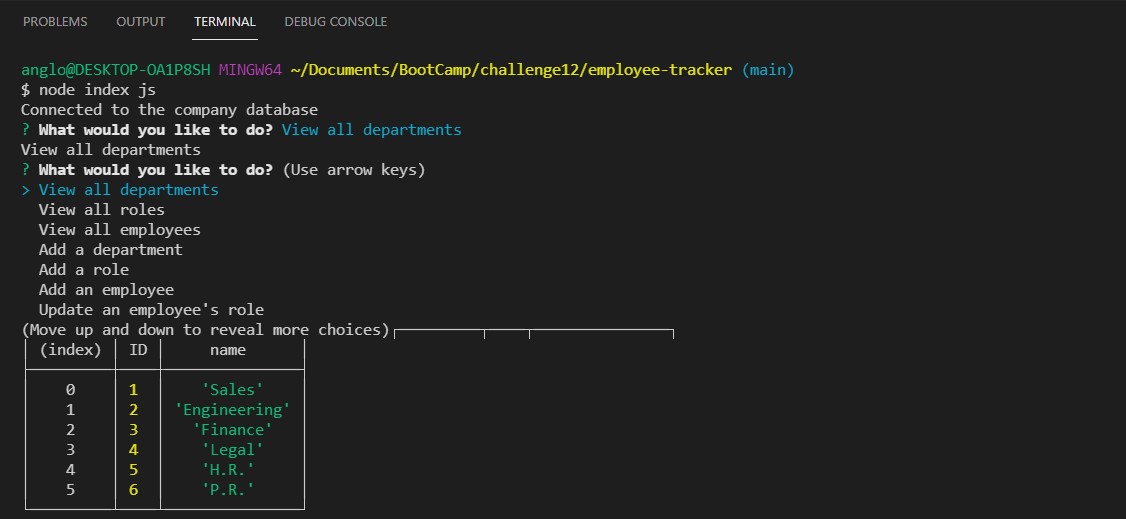 PROBLEMS OUTPUT TERMINAL DEBUG CONSOLE
anglo@DESKTOP-OA1P8SH MINGW64 ~/Documents/BootCamp/challenge12/employee-tracker (main)
$ node index js
Connected to the company database
? What would you like to do? View all departments
View all departments
? What would you like to do? (Use arrow keys)
> View all departments
View all roles
View all employees
Add a department
Add a role
Add an employee
Update an employee's role
(Move up and down to reveal more choices)
(index) ID name
0 1 'Sales'
1 2 'Engineering'
2 3 'Finance'
3 4 'Legal'
4 5 'H.R.'
5 6 'P.R.'